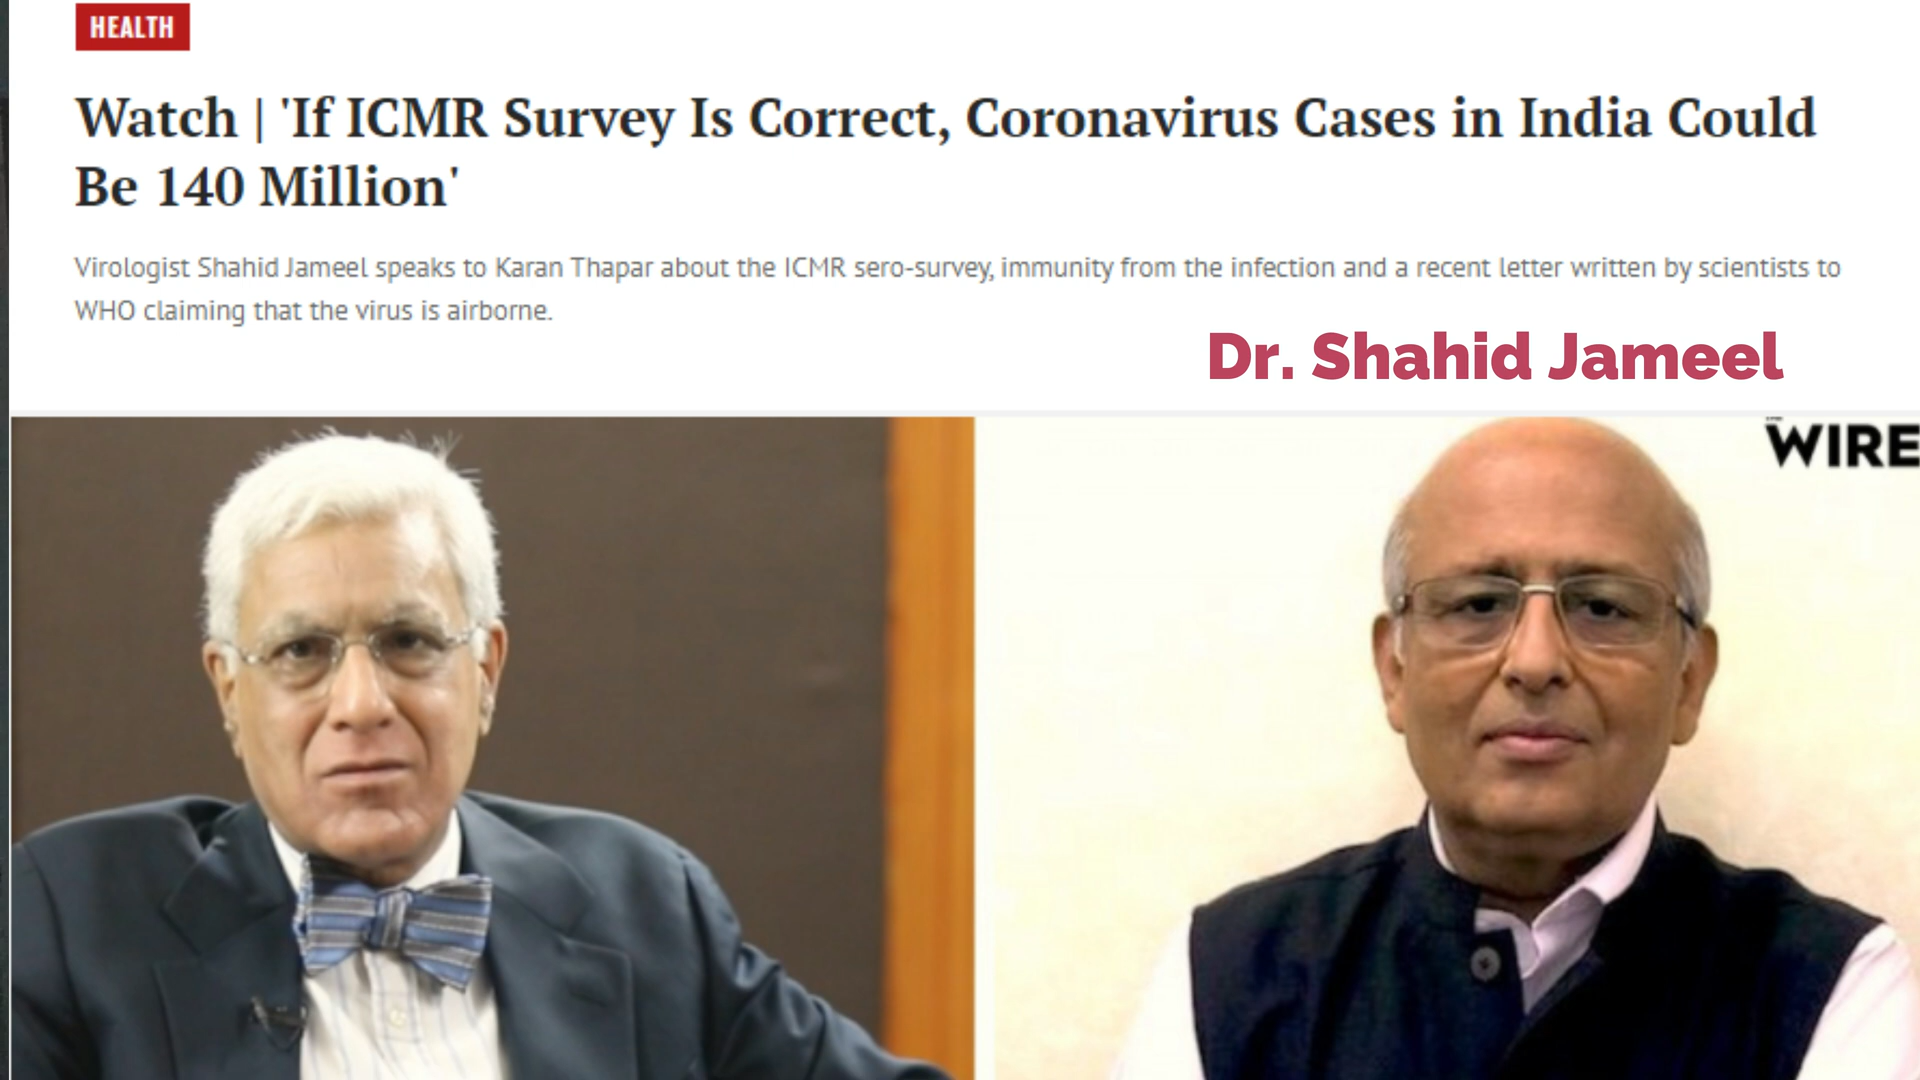 HEALTH
Watch | 'If ICMR Survey Is Correct, Coronavirus Cases in India Could
Be 140 Million'
Virologist Shahid Jameel speaks to Karan Thapar about the ICMR sero-survey, immunity from the infection and a recent letter written by scientists to
WHO claiming that the virus is airborne.
Dr. Shahid Jameel
WIRE